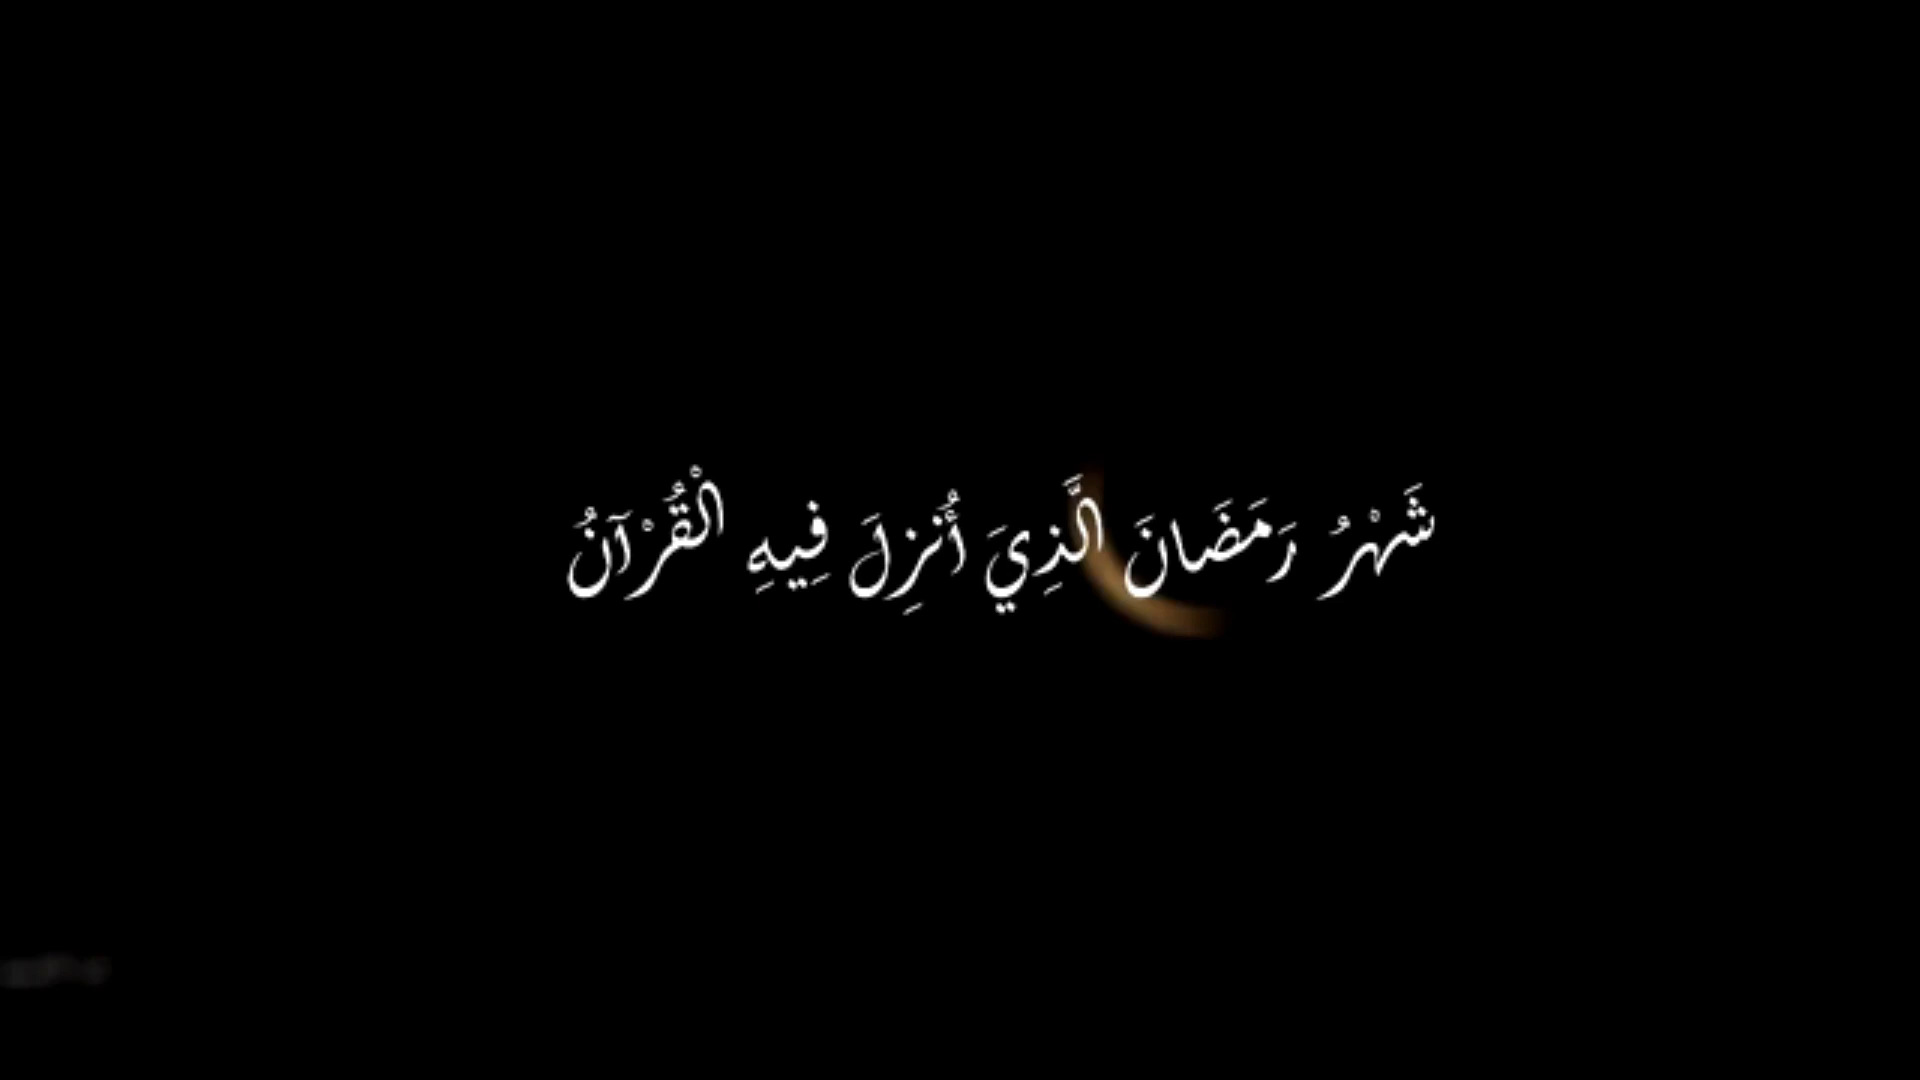 شَهْرُ رَمَضَانَ الَّذِيَ أُنزِلَ فِيهِ الْقُرْآنُ